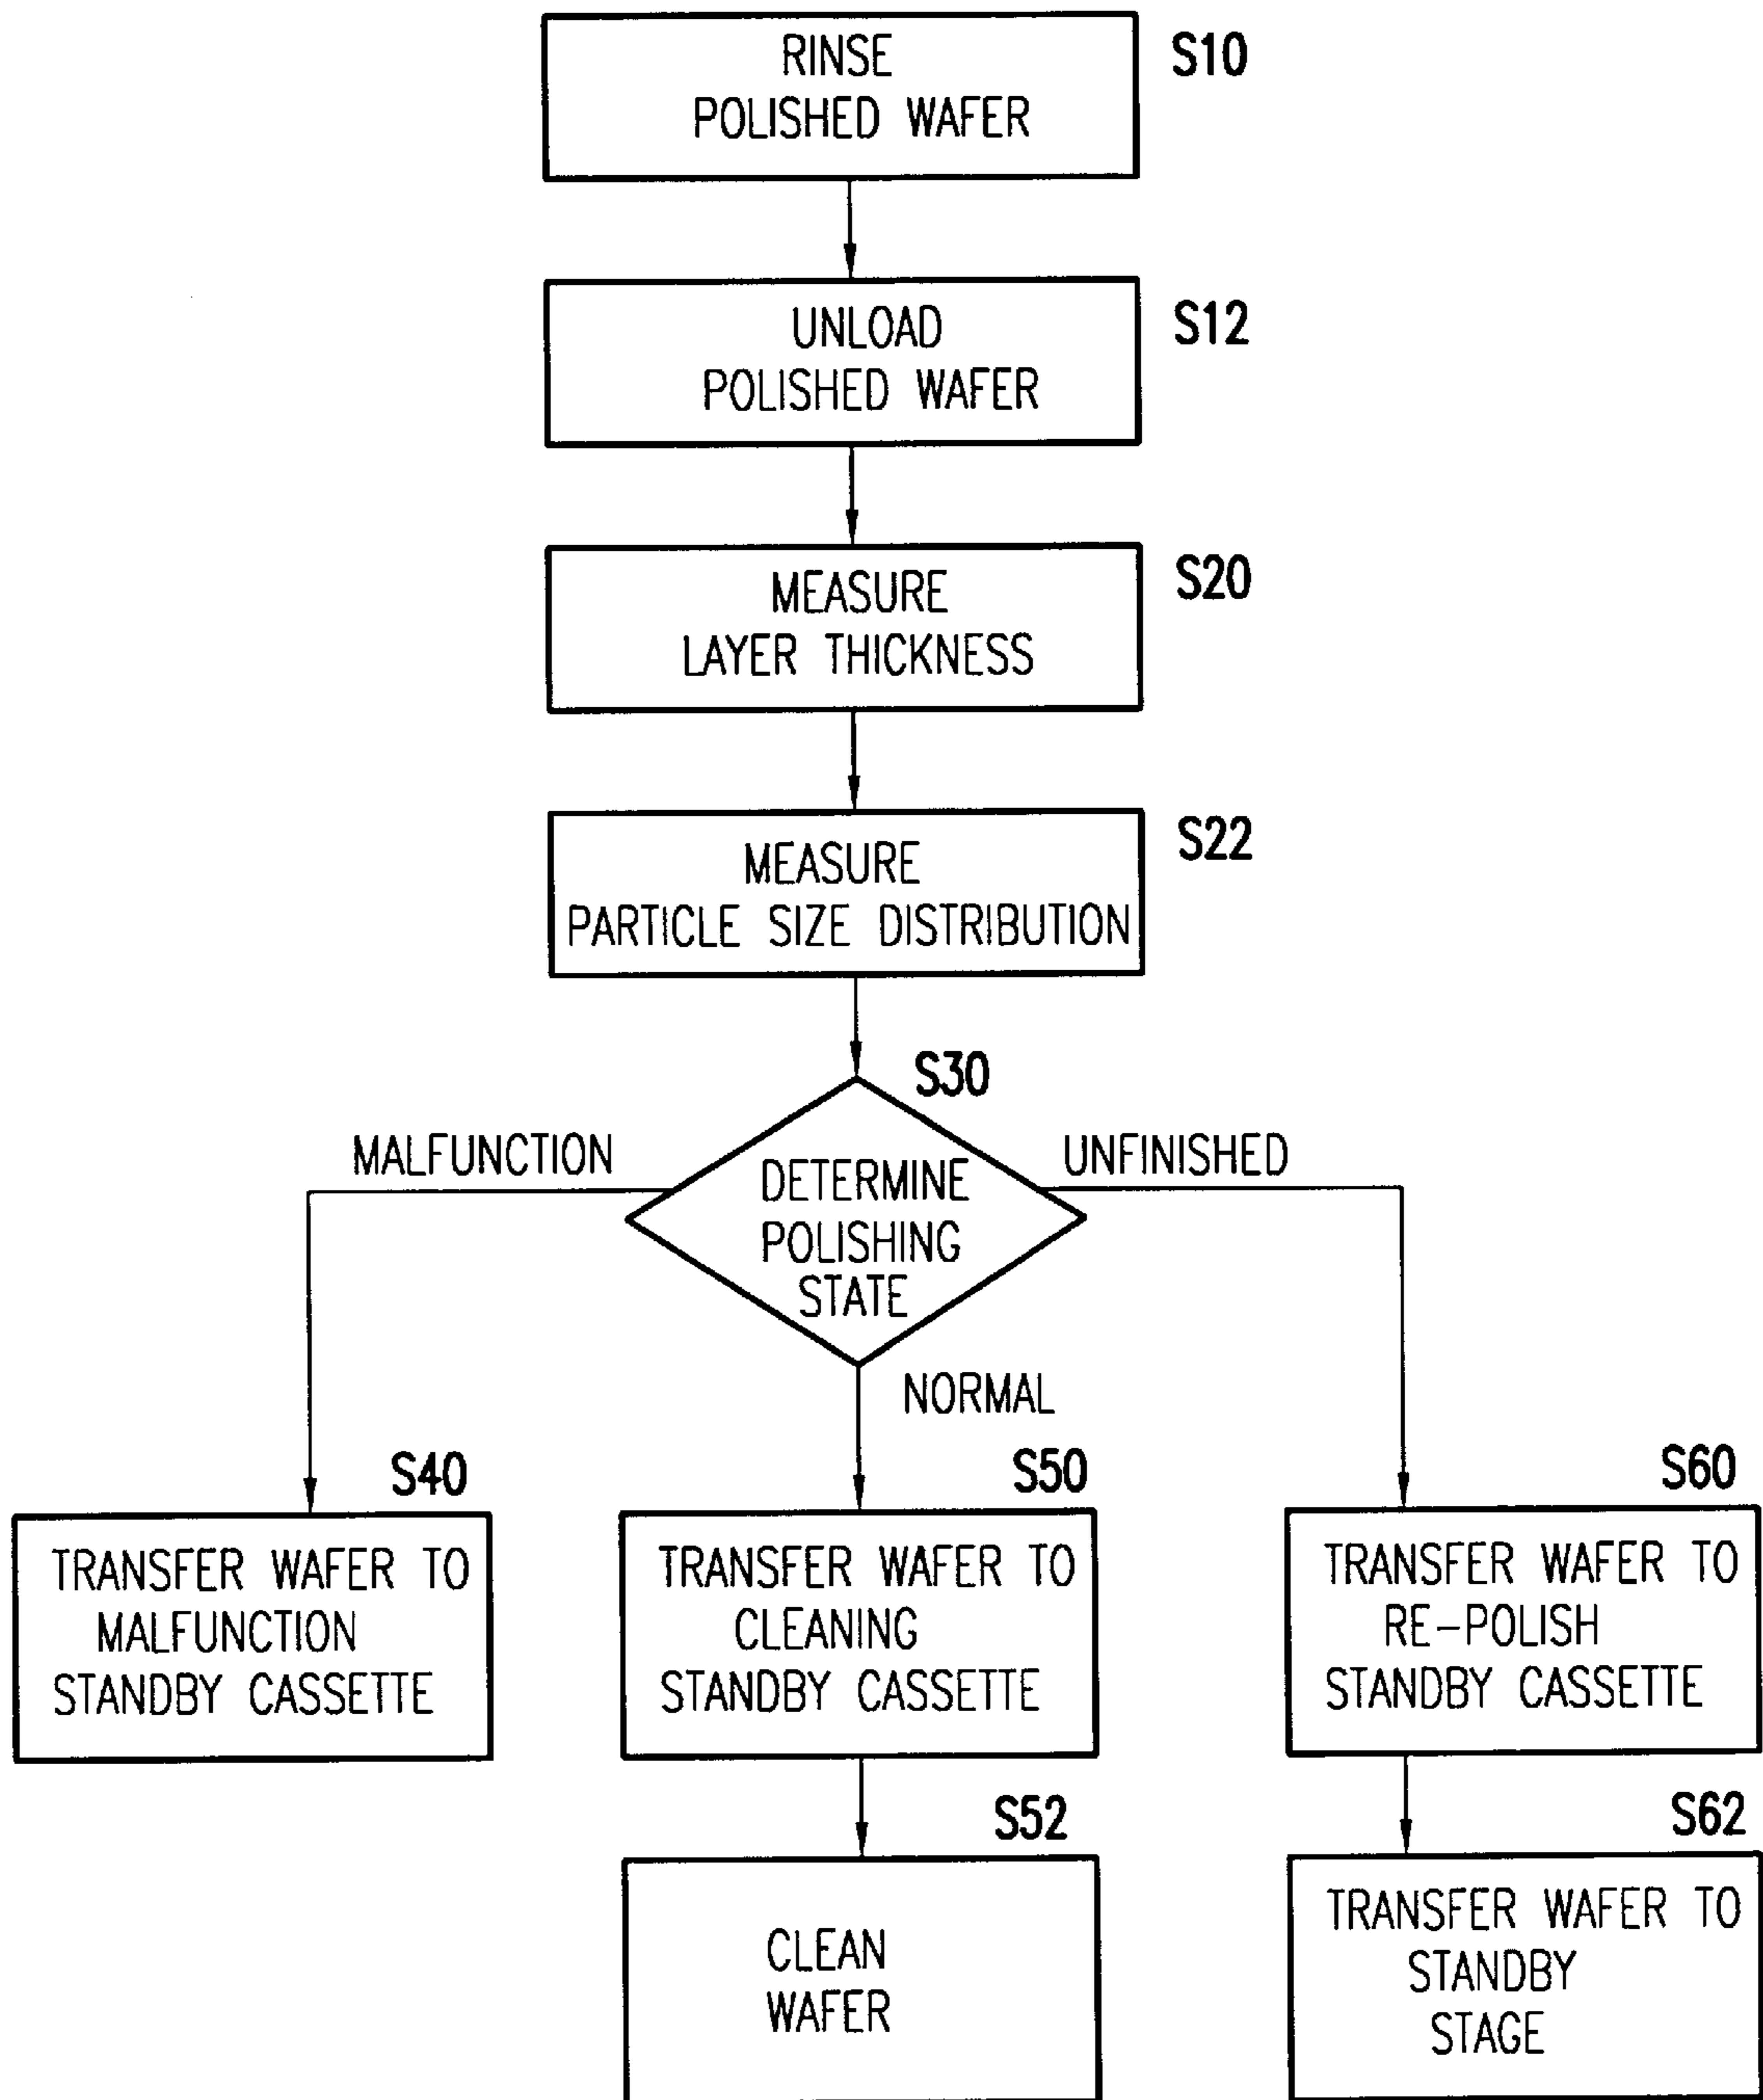 RINSE
POLISHED WAFER
S10
UNLOAD
POLISHED WAFER
S12
MEASURE
LAYER THICKNESS
S20
MEASURE
PARTICLE SIZE DISTRIBUTION
S22
S30
DETERMINE
POLISHING
STATE
MALFUNCTION
UNFINISHED
NORMAL
S40
TRANSFER WAFER TO
MALFUNCTION
STANDBY CASSETTE
S50
TRANSFER WAFER TO
CLEANING
STANDBY CASSETTE
S60
TRANSFER WAFER TO
RE-POLISH
STANDBY CASSETTE
S52
CLEAN
WAFER
S62
TRANSFER WAFER TO
STANDBY
STAGE